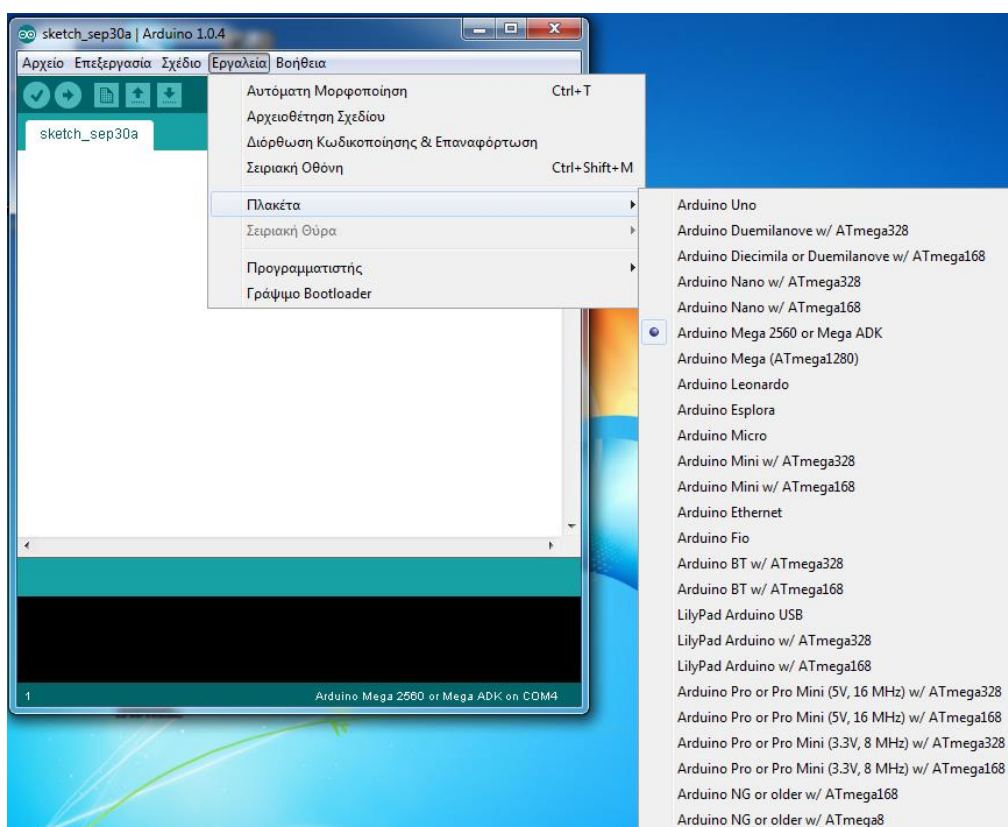 sketch_sep30a | Arduino 1.0.4
Αρχείο Επεξεργασία Σχέδιο Εργαλεία Βοήθεια
sketch_sep30a
Αυτόματη Μορφοποίηση Ctrl+T
Αρχειοθέτηση Σχεδίου
Διόρθωση Κωδικοποίησης & Επαναφόρτωση
Σειριακή Οθόνη Ctrl+Shift+M
Πλακέτα
Σειριακή Θύρα
Προγραμματιστής
Γράψιμο Bootloader
Arduino Uno
Arduino Duemilanove w/ ATmega328
Arduino Diecimila or Duemilanove w/ ATmega168
Arduino Nano w/ ATmega328
Arduino Nano w/ ATmega168
Arduino Mega 2560 or Mega ADK
Arduino Mega (ATmega1280)
Arduino Leonardo
Arduino Esplora
Arduino Micro
Arduino Mini w/ ATmega328
Arduino Mini w/ ATmega168
Arduino Ethernet
Arduino Fio
Arduino BT w/ ATmega328
Arduino BT w/ ATmega168
LilyPad Arduino USB
LilyPad Arduino w/ ATmega328
LilyPad Arduino w/ ATmega168
Arduino Pro or Pro Mini (5V, 16 MHz) w/ ATmega328
Arduino Pro or Pro Mini (5V, 16 MHz) w/ ATmega168
Arduino Pro or Pro Mini (3.3V, 8 MHz) w/ ATmega328
Arduino Pro or Pro Mini (3.3V, 8 MHz) w/ ATmega168
Arduino NG or older w/ ATmega168
Arduino NG or older w/ ATmega8
1 Arduino Mega 2560 or Mega ADK on COM4